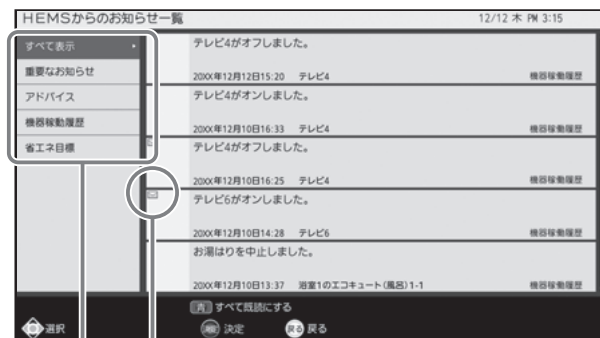 HEMSからのお知らせ一覧
12/12 木 PM 3:15
すべて表示
重要なお知らせ
アドバイス
機器稼動履歴
省エネ目標
テレビ4がオフしました。
20XX年12月12日15:20 テレビ4 機器稼動履歴
テレビ4がオンしました。
20XX年12月10日16:33 テレビ4 機器稼動履歴
テレビ4がオフしました。
20XX年12月10日16:25 テレビ4 機器稼動履歴
テレビ6がオンしました。
20XX年12月10日14:28 テレビ6 機器稼動履歴
お湯はりを中止しました。
20XX年12月10日13:37 浴室1のエコキュート(風呂)1-1 機器稼動履歴
青 すべて既読にする
選択 決定 戻る 戻る